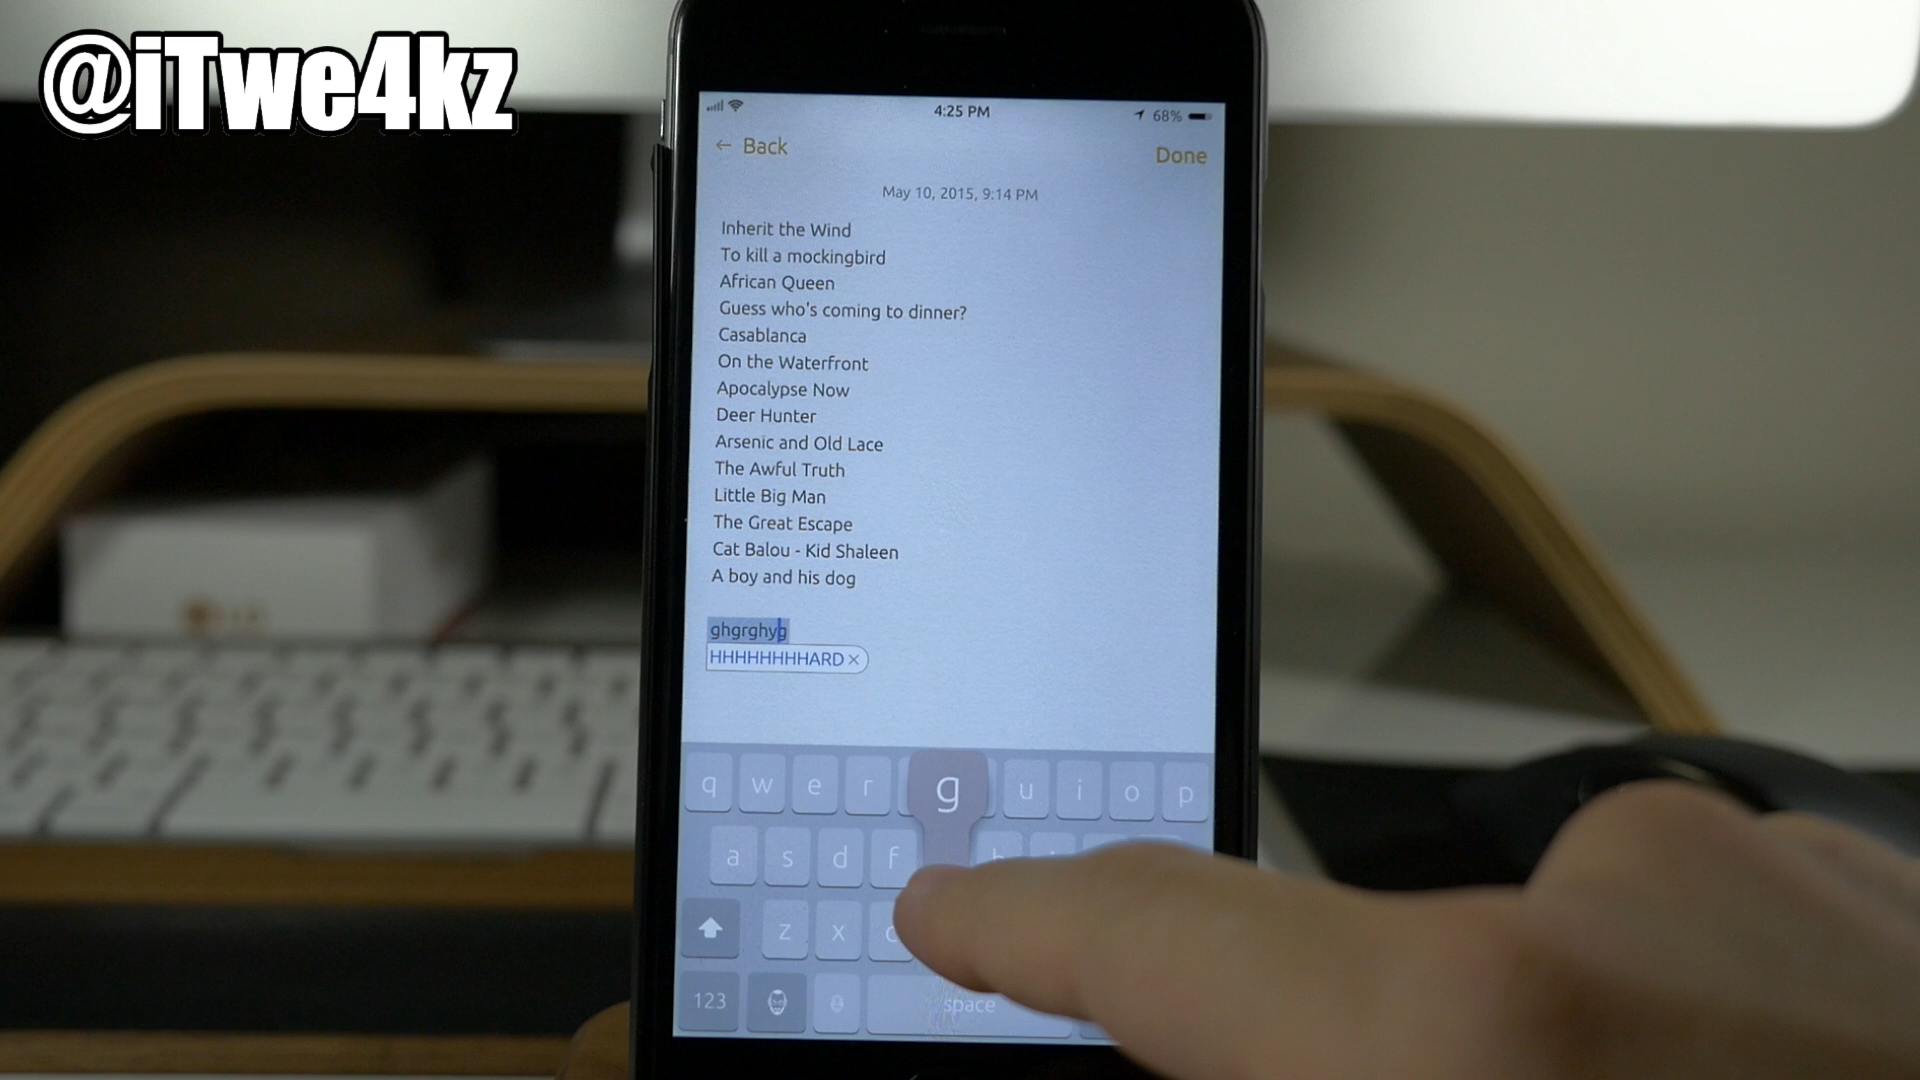 @iTwe4kz
4:25 PM
68%
← Back
Done
May 10, 2015, 9:14 PM
Inherit the Wind
To kill a mockingbird
African Queen
Guess who's coming to dinner?
Casablanca
On the Waterfront
Apocalypse Now
Deer Hunter
Arsenic and Old Lace
The Awful Truth
Little Big Man
The Great Escape
Cat Balou - Kid Shaleen
A boy and his dog
ghgrghyg
HHHHHHHHARD ×
q w e r g u i o p
a s d f h
z x c
123 space